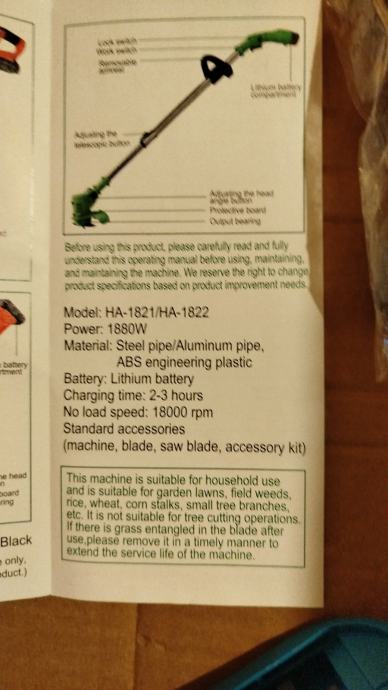 Lock switch
Work switch
Removable
armrest
Lithium battery
compartment
Adjusting the
telescopic button
Adjusting the head
angle button
Protective board
Output bearing
Before using this product, please carefully read and fully
understand this operating manual before using, maintaining,
and maintaining the machine. We reserve the right to change
product specifications based on product improvement needs.
Model: HA-1821/HA-1822
Power: 1880W
Material: Steel pipe/Aluminum pipe,
ABS engineering plastic
Battery: Lithium battery
Charging time: 2-3 hours
No load speed: 18000 rpm
Standard accessories
(machine, blade, saw blade, accessory kit)
This machine is suitable for household use
and is suitable for garden lawns, field weeds,
rice, wheat, corn stalks, small tree branches,
etc. It is not suitable for tree cutting operations.
If there is grass entangled in the blade after
use,please remove it in a timely manner to
extend the service life of the machine.
battery
rtment
e head
n
board
ring
Black
only,
duct.)